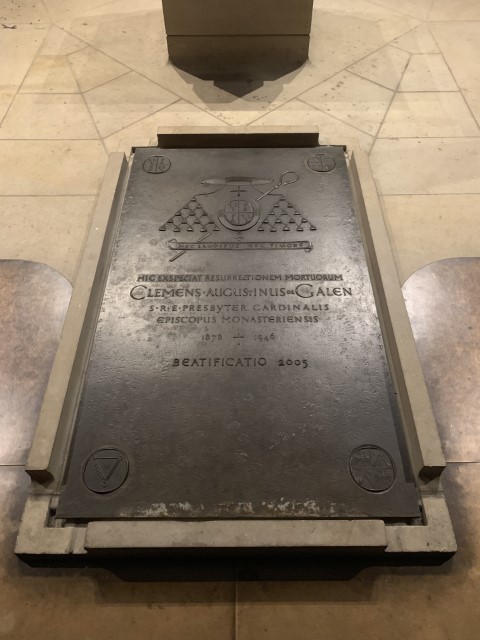 NEC LAUDIBUS NEC TIMORE
HIC EXSPECTAT RESURRECTIONEM MORTUORUM
CLEMENS·AUGUSTINUS DE GALEN
S·R·E·PRESBYTER CARDINALIS
EPISCOPUS MONASTERIENSIS
1878 1946
BEATIFICATIO 2005